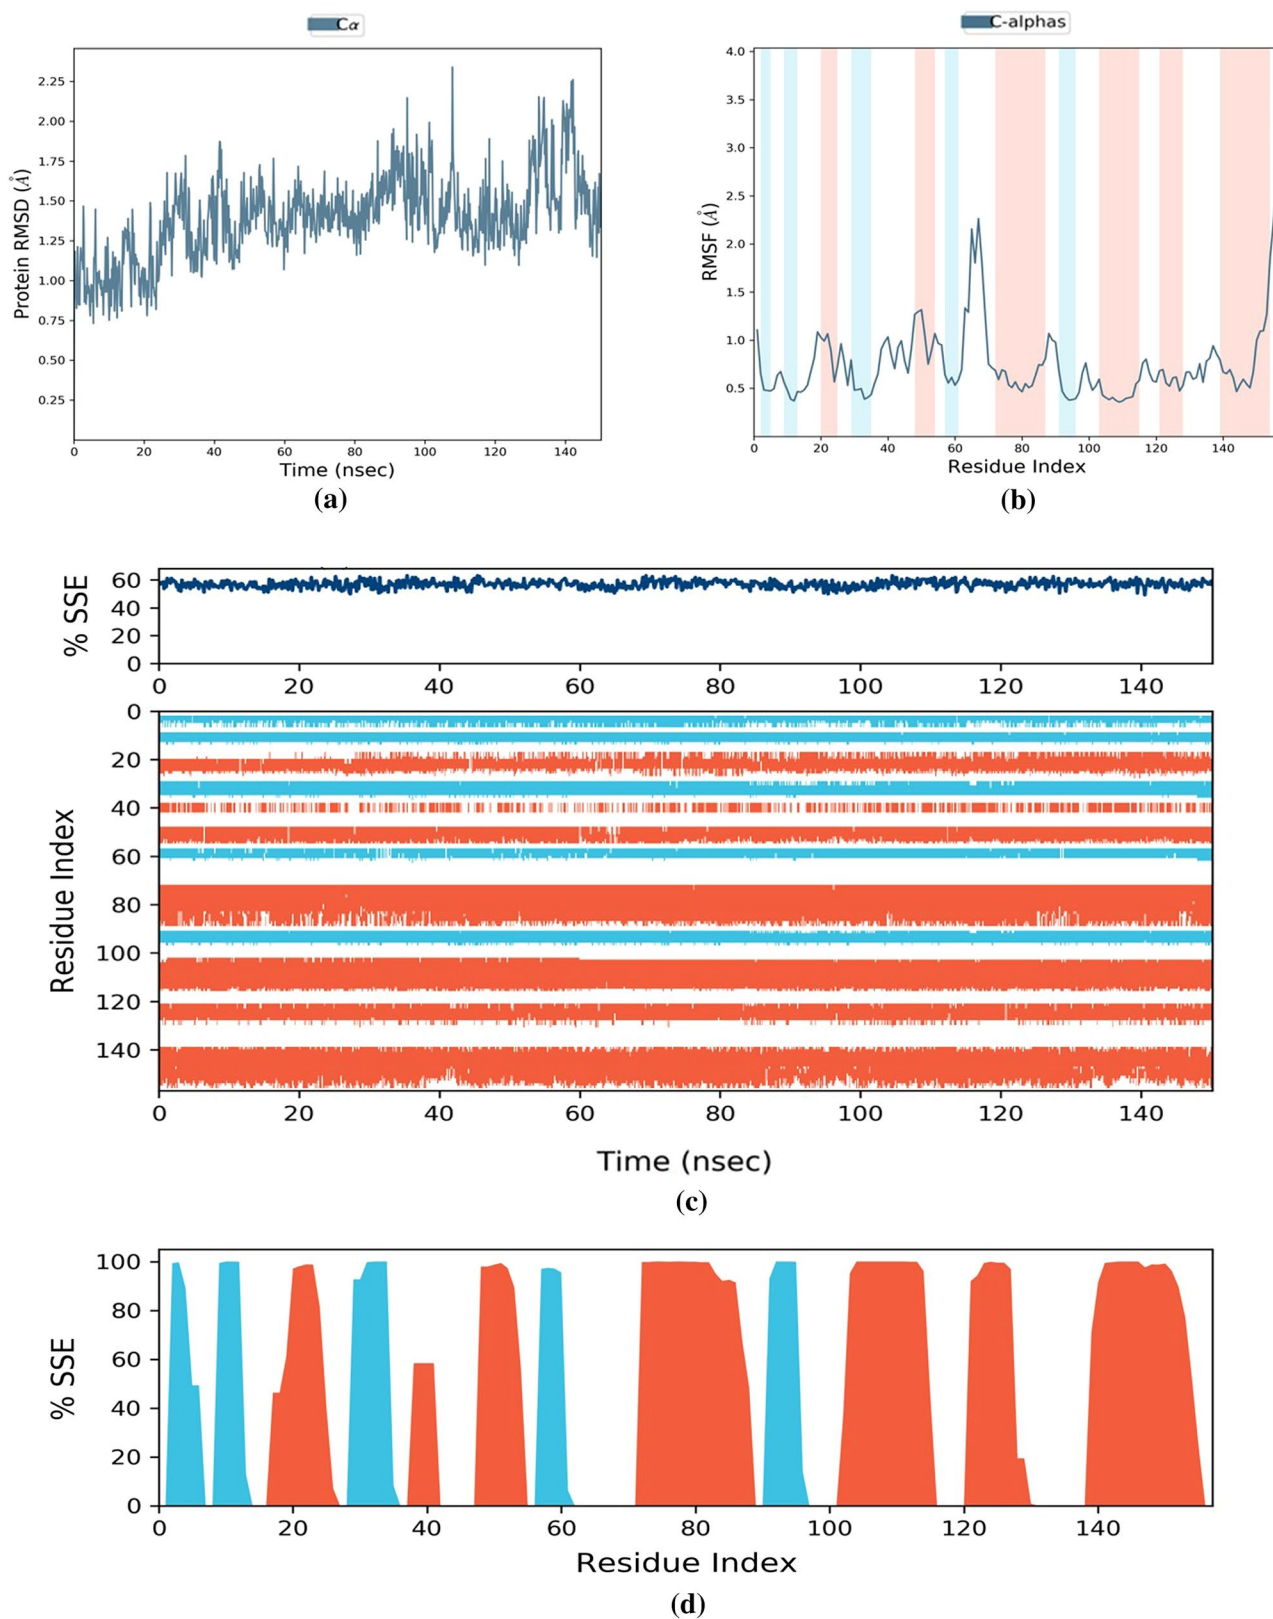 Cα
C-alphas
Protein RMSD (Å)
2.25
2.00
1.75
1.50
1.25
1.00
0.75
0.50
0.25
0 20 40 60 80 100 120 140
Time (nsec)
(a)
RMSF (Å)
4.0
3.5
3.0
2.5
2.0
1.5
1.0
0.5
0 20 40 60 80 100 120 140
Residue Index
(b)
% SSE
60
40
20
0
0 20 40 60 80 100 120 140
Residue Index
0
20
40
60
80
100
120
140
0 20 40 60 80 100 120 140
Time (nsec)
(c)
% SSE
100
80
60
40
20
0
0 20 40 60 80 100 120 140
Residue Index
(d)